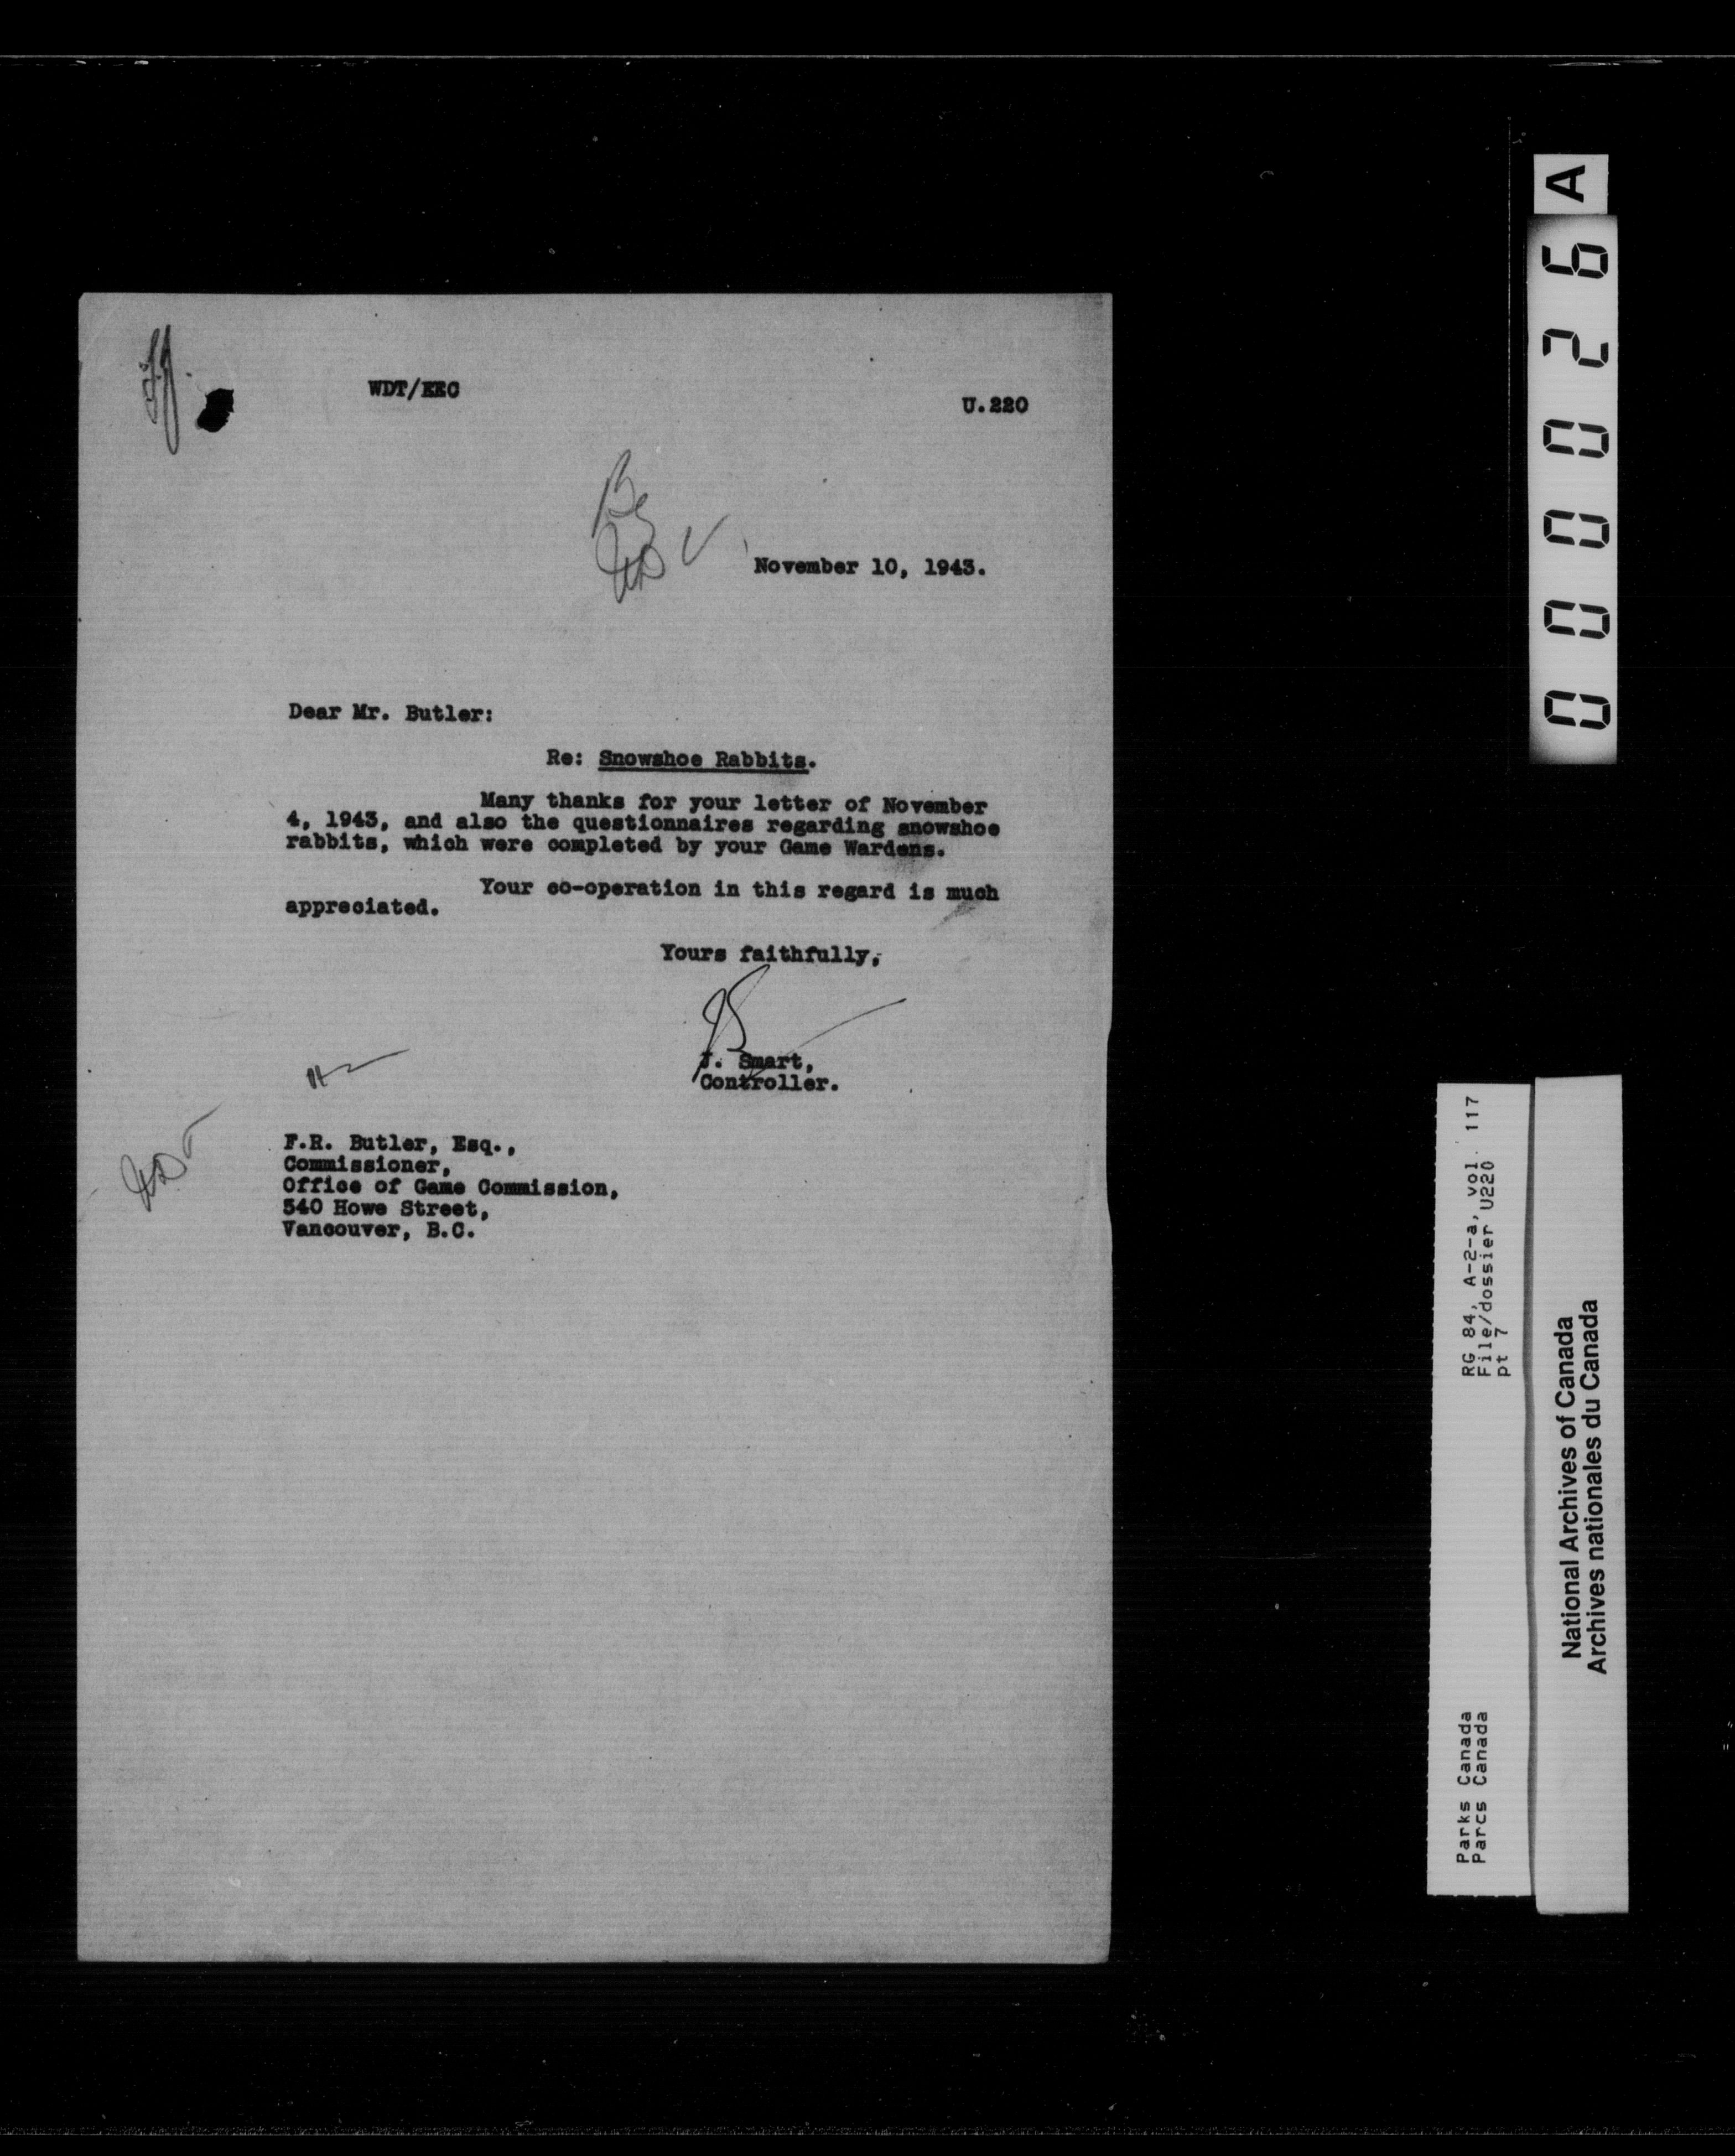 WDT/EEC
U.220
November 10, 1943.
Dear Mr. Butler:
Re: Snowshoe Rabbits.
Many thanks for your letter of November
4, 1943, and also the questionnaires regarding snowshoe
rabbits, which were completed by your Game Wardens.
Your co-operation in this regard is much
appreciated.
Yours faithfully,
J. Smart,
Controller.
F.R. Butler, Esq.,
Commissioner,
Office of Game Commission,
540 Howe Street,
Vancouver, B.C.
000026 A
RG 84, A-2-a, vol. 117
File/dossier U220
pt 7
Parks Canada
Parcs Canada
National Archives of Canada
Archives nationales du Canada